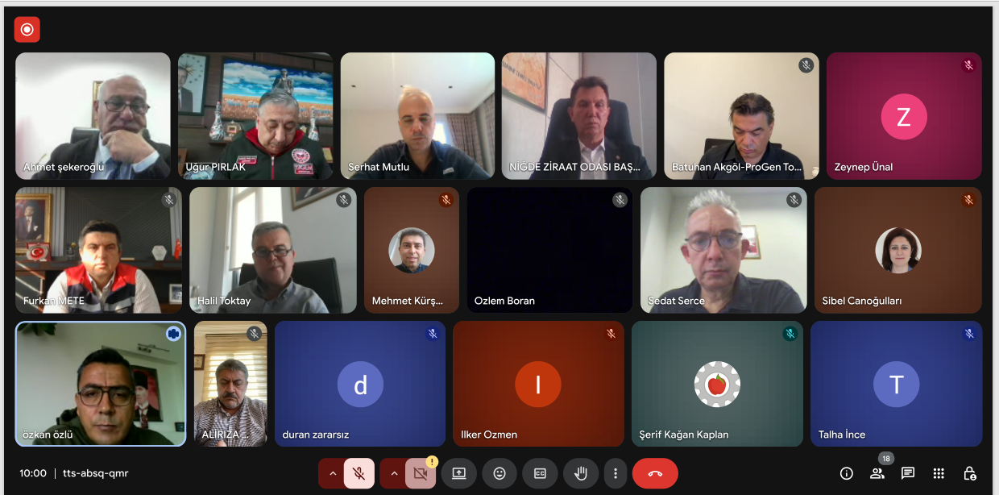 Ahmet şekeroğlu
Uğur PIRLAK
TAGEM
Serhat Mutlu
NİĞDE ZİRAAT ODASI BAŞ...
Batuhan Akgöl-ProGen To...
Z
Zeynep Ünal
Furkan METE
Halil Toktay
Mehmet Kürş...
Ozlem Boran
Sedat Serce
Sibel Canoğulları
özkan özlü
ALİRIZA ...
d
duran zararsız
I
Ilker Ozmen
Şerif Kağan Kaplan
T
Talha İnce
10:00 | tts-absq-qmr
!
CC
18